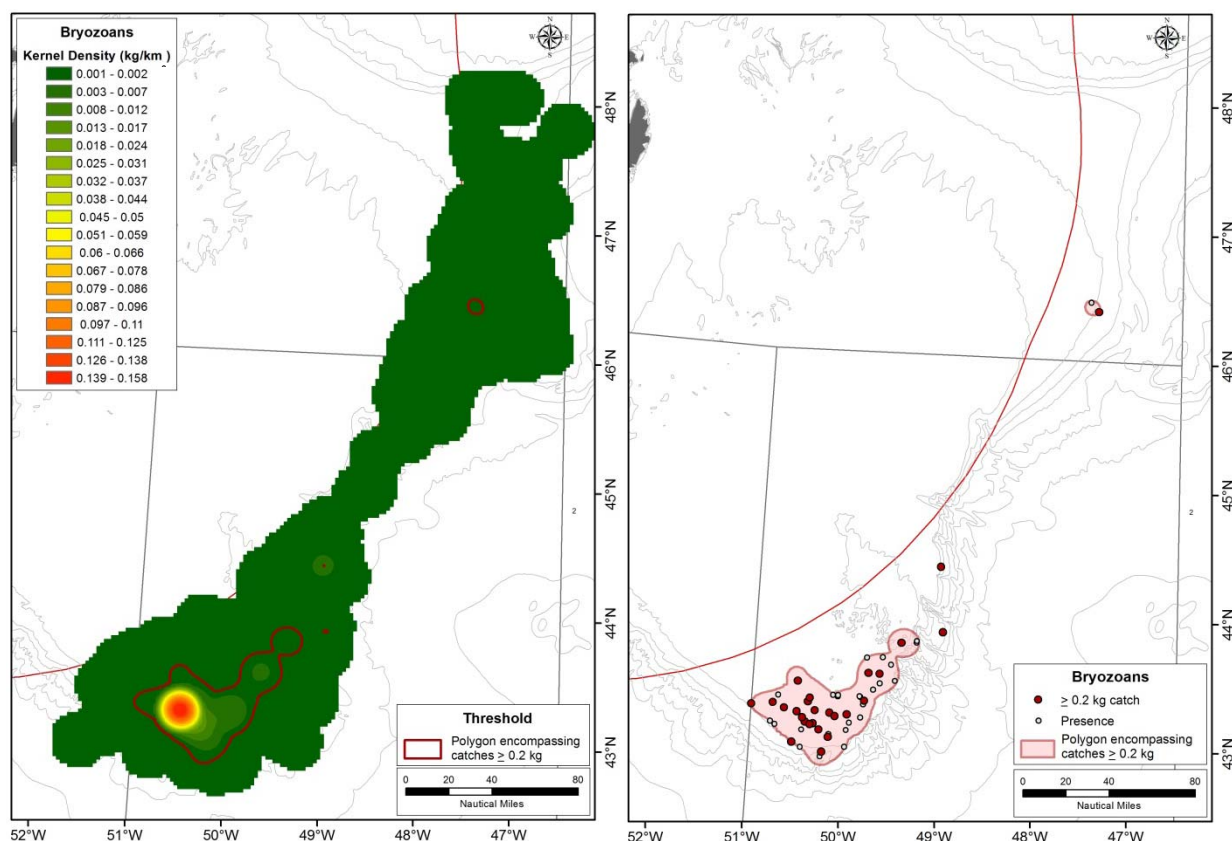 Bryozoans
Kernel Density (kg/km²)
0.001 - 0.002
0.003 - 0.007
0.008 - 0.012
0.013 - 0.017
0.018 - 0.024
0.025 - 0.031
0.032 - 0.037
0.038 - 0.044
0.045 - 0.05
0.051 - 0.059
0.06 - 0.066
0.067 - 0.078
0.079 - 0.086
0.087 - 0.096
0.097 - 0.11
0.111 - 0.125
0.126 - 0.138
0.139 - 0.158
N
W E
S
Threshold
Polygon encompassing
catches ≥ 0.2 kg
0 20 40 80
Nautical Miles
48°N
47°N
46°N
45°N
44°N
43°N
52°W 51°W 50°W 49°W 48°W 47°W
2
N
W E
S
Bryozoans
≥ 0.2 kg catch
Presence
Polygon encompassing
catches ≥ 0.2 kg
0 20 40 80
Nautical Miles
48°N
47°N
46°N
45°N
44°N
43°N
52°W 51°W 50°W 49°W 48°W 47°W
2